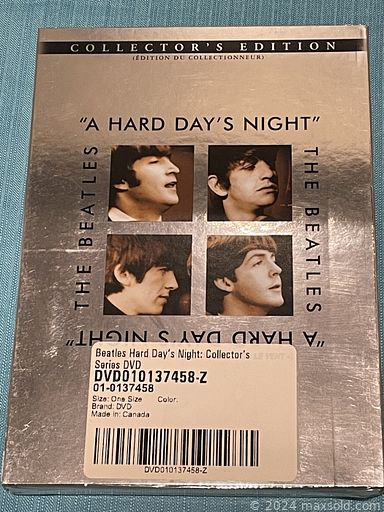 COLLECTOR'S EDITION
(ÉDITION DU COLLECTIONNEUR)
"A HARD DAY'S NIGHT"
THE BEATLES
THE BEATLES
"A HARD DAY'S NIGHT"
Beatles Hard Day's Night: Collector's
Series DVD
DVD010137458-Z
01-0137458
Size: One Size Color:
Brand: DVD
Made in: Canada
DVD010137458-Z
© 2024 maxsold.com